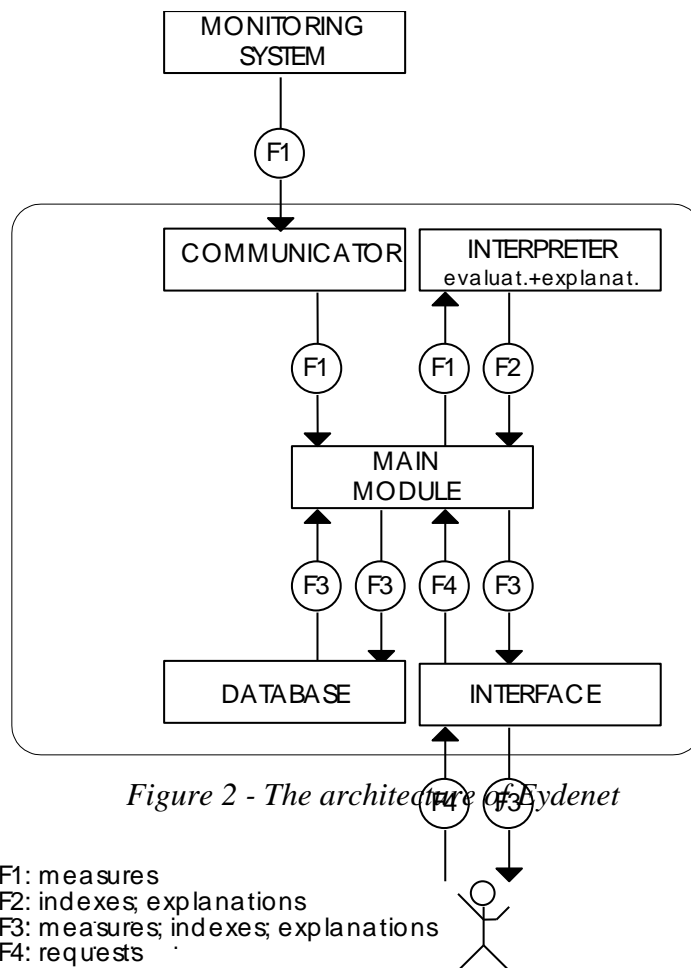 MONITORING
SYSTEM
F1
COMMUNICATOR
INTERPRETER
evaluat.+explanat.
F1
F1
F2
MAIN
MODULE
F3
F3
F4
F3
DATABASE
INTERFACE
Figure 2 - The architecture of Eydenet
F4
F3
F1: measures
F2: indexes; explanations
F3: measures; indexes; explanations
F4: requests